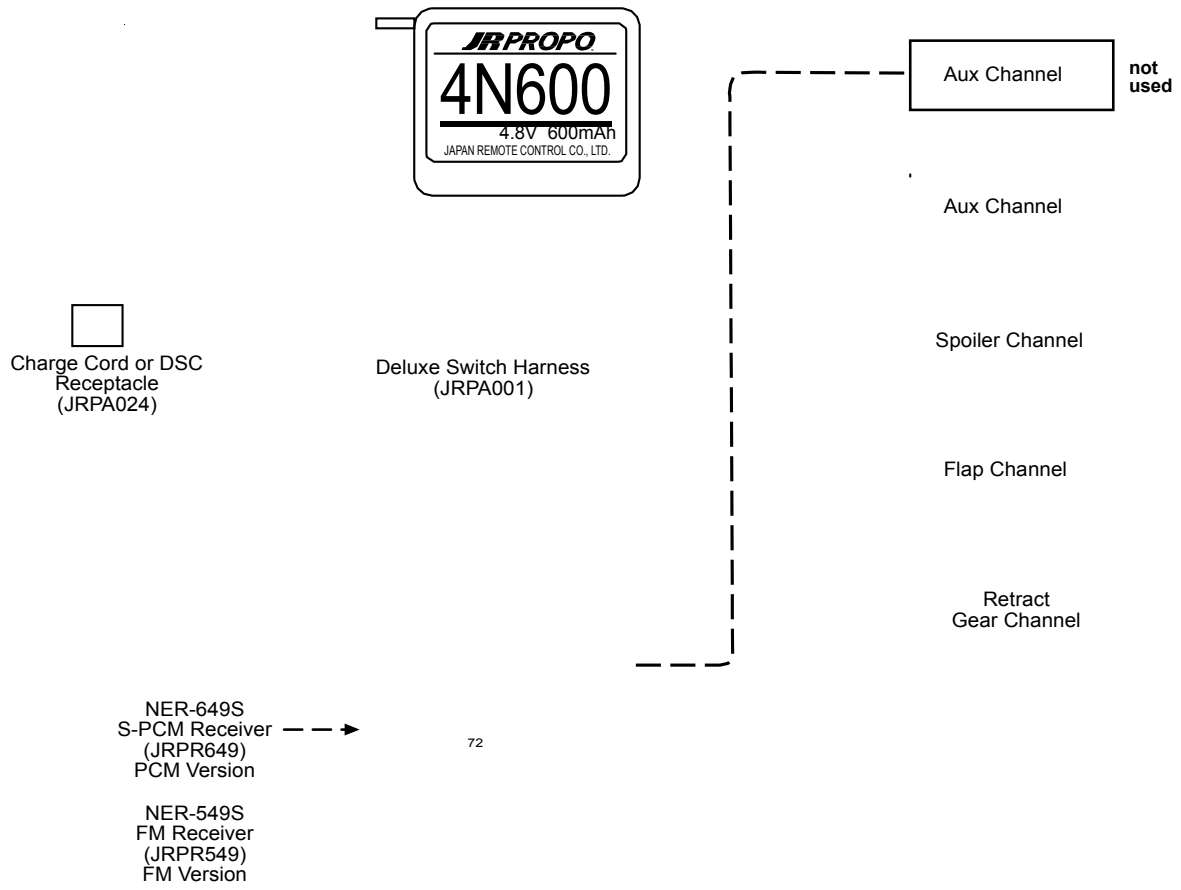 JR PROPO
4N600
4.8V 600mAh
JAPAN REMOTE CONTROL CO., LTD.
Aux Channel
not
used
Aux Channel
Charge Cord or DSC
Receptacle
(JRPA024)
Deluxe Switch Harness
(JRPA001)
Spoiler Channel
Flap Channel
Retract
Gear Channel
NER-649S
S-PCM Receiver
(JRPR649)
PCM Version
72
NER-549S
FM Receiver
(JRPR549)
FM Version